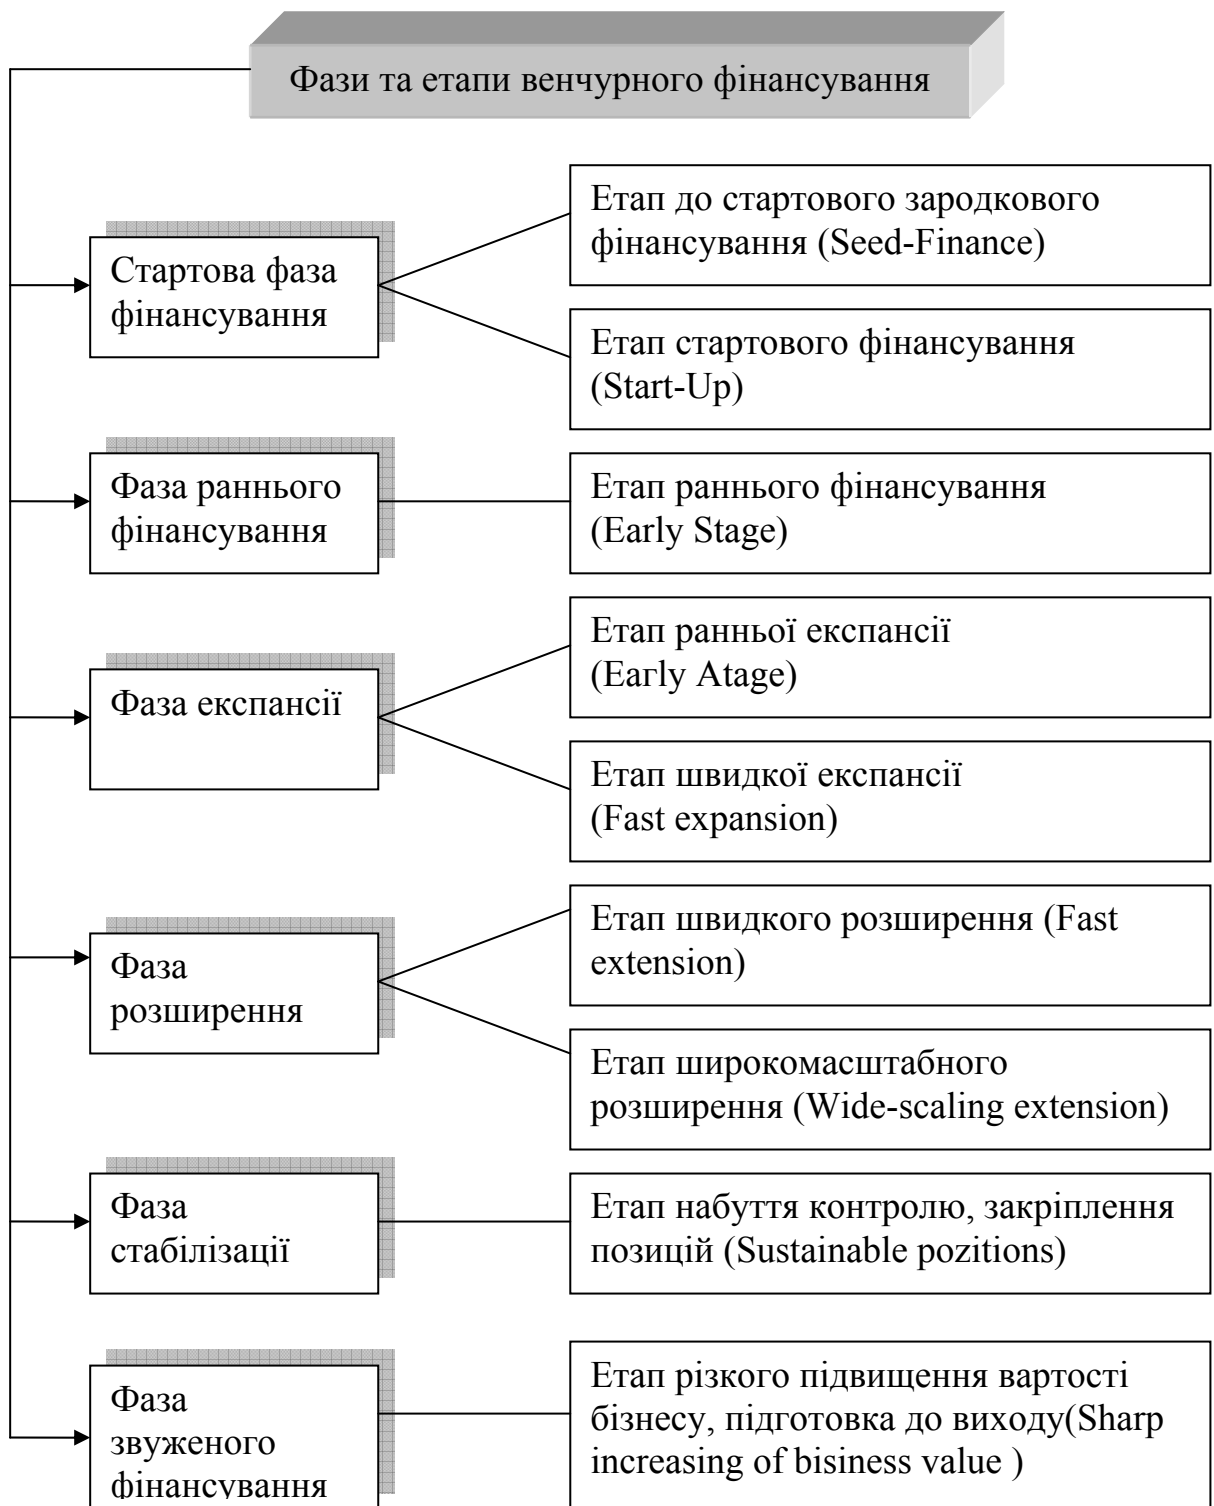 Фази та етапи венчурного фінансування
Стартова фаза
фінансування
Етап до стартового зародкового
фінансування (Seed-Finance)
Етап стартового фінансування
(Start-Up)
Фаза раннього
фінансування
Етап раннього фінансування
(Early Stage)
Фаза експансії
Етап ранньої експансії
(Early Atage)
Етап швидкої експансії
(Fast expansion)
Фаза
розширення
Етап швидкого розширення (Fast
extension)
Етап широкомасштабного
розширення (Wide-scaling extension)
Фаза
стабілізації
Етап набуття контролю, закріплення
позицій (Sustainable pozitions)
Фаза
звуженого
фінансування
Етап різкого підвищення вартості
бізнесу, підготовка до виходу(Sharp
increasing of bisiness value )